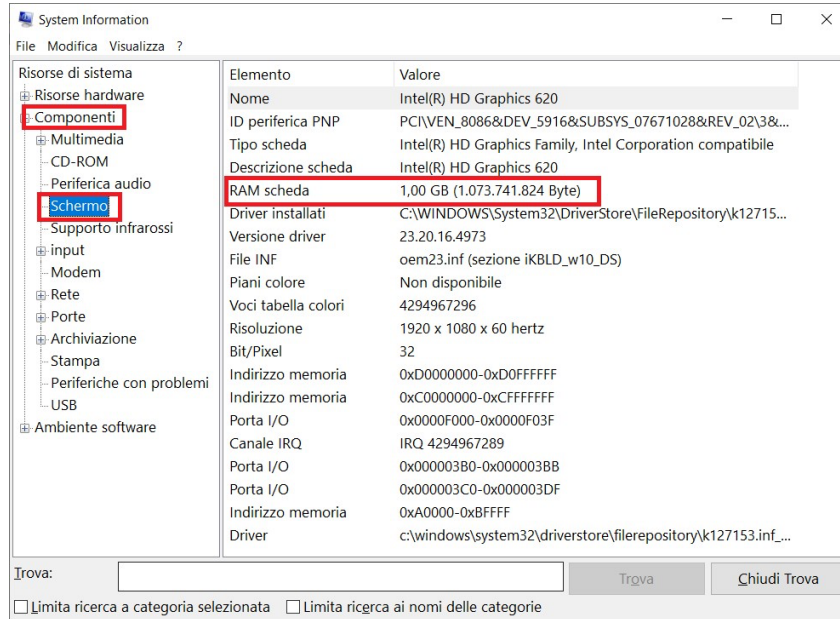 System Information
File Modifica Visualizza ?
Risorse di sistema
Risorse hardware
Componenti
Multimedia
CD-ROM
Periferica audio
Schermo
Supporto infrarossi
input
Modem
Rete
Porte
Archiviazione
Stampa
Periferiche con problemi
USB
Ambiente software
Elemento Valore
Nome Intel(R) HD Graphics 620
ID periferica PNP PCI\VEN_8086&DEV_5916&SUBSYS_07671028&REV_02\3&...
Tipo scheda Intel(R) HD Graphics Family, Intel Corporation compatibile
Descrizione scheda Intel(R) HD Graphics 620
RAM scheda 1,00 GB (1.073.741.824 Byte)
Driver installati C:\WINDOWS\System32\DriverStore\FileRepository\k12715...
Versione driver 23.20.16.4973
File INF oem23.inf (sezione iKBLD_w10_DS)
Piani colore Non disponibile
Voci tabella colori 4294967296
Risoluzione 1920 x 1080 x 60 hertz
Bit/Pixel 32
Indirizzo memoria 0xD0000000-0xD0FFFFFF
Indirizzo memoria 0xC0000000-0xCFFFFFFF
Porta I/O 0x0000F000-0x0000F03F
Canale IRQ IRQ 4294967289
Porta I/O 0x000003B0-0x000003BB
Porta I/O 0x000003C0-0x000003DF
Indirizzo memoria 0xA0000-0xBFFFF
Driver c:\windows\system32\driverstore\filerepository\k127153.inf_...
Trova: Trova Chiudi Trova
Limita ricerca a categoria selezionata Limita ricerca ai nomi delle categorie